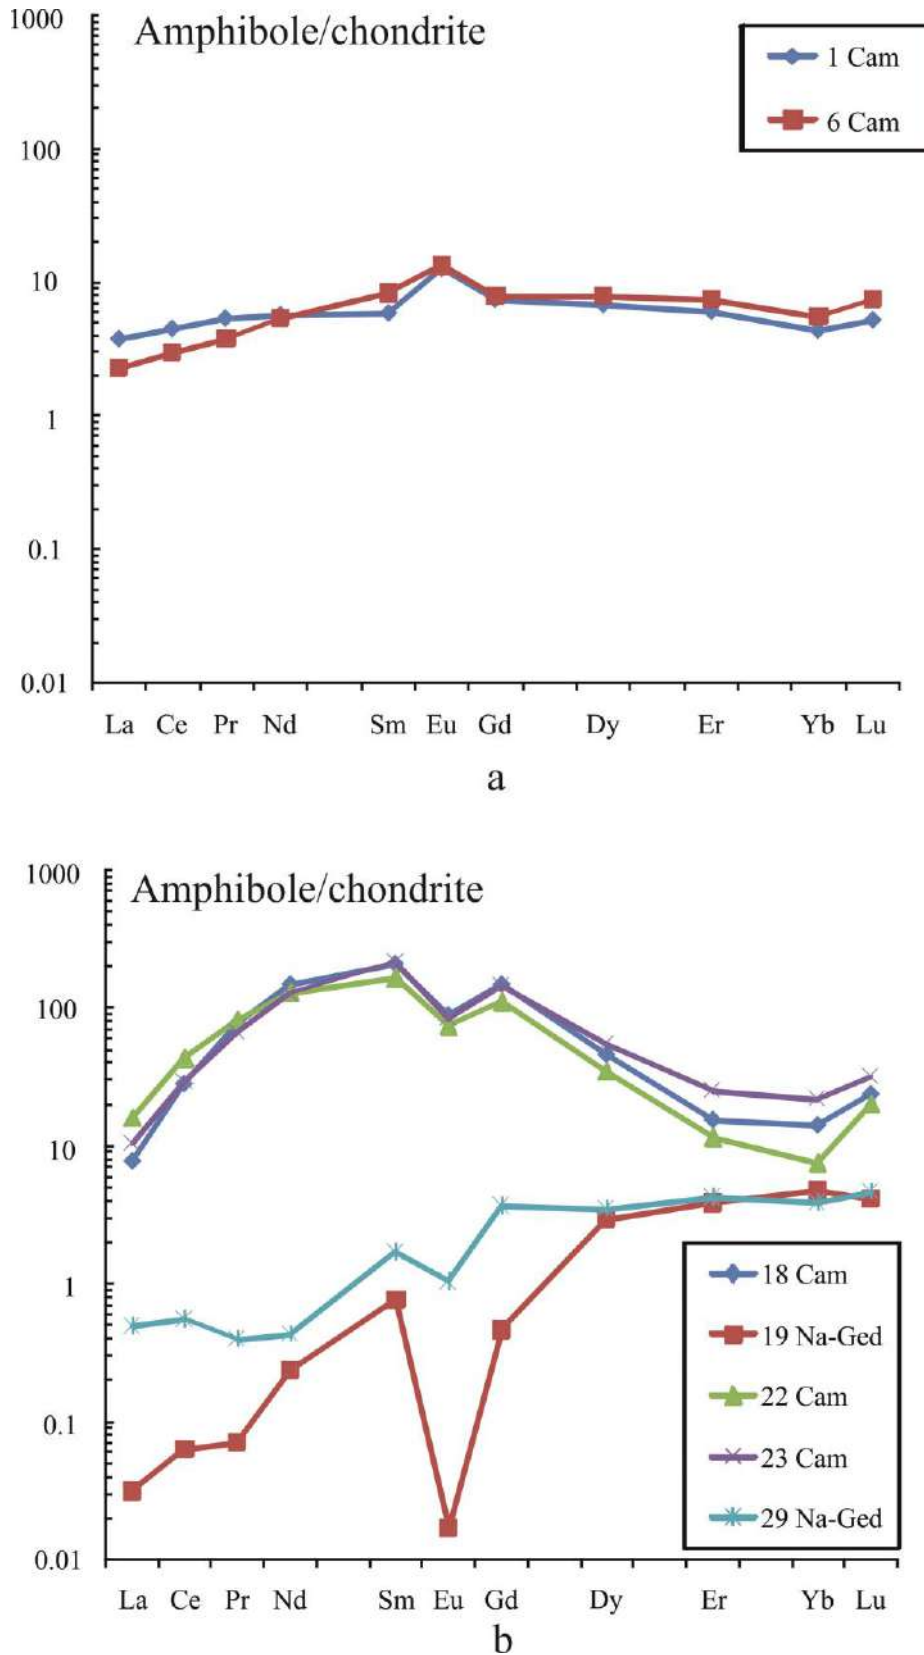 Amphibole/chondrite
1000
100
10
1
0.1
0.01
1 Cam
6 Cam
La Ce Pr Nd Sm Eu Gd Dy Er Yb Lu
a
Amphibole/chondrite
1000
100
10
1
0.1
0.01
18 Cam
19 Na-Ged
22 Cam
23 Cam
29 Na-Ged
La Ce Pr Nd Sm Eu Gd Dy Er Yb Lu
b